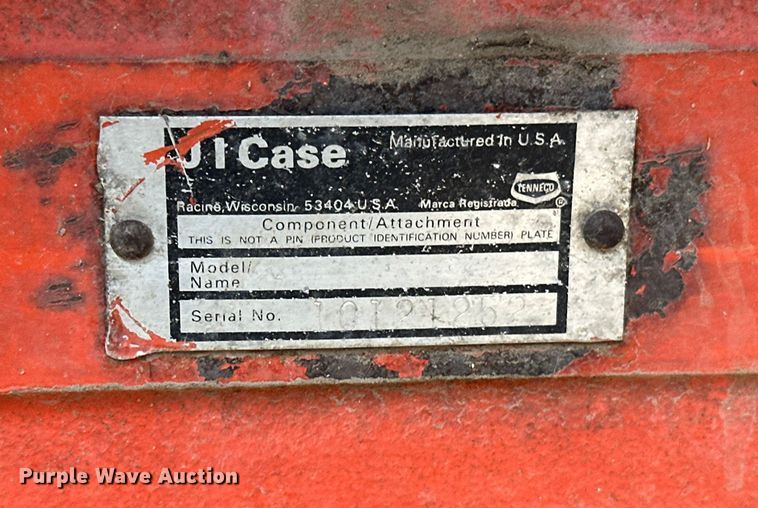 J I Case
Manufactured in U.S.A.
TENNECO
Racine, Wisconsin 53404 U.S.A. Marca Registrada ®
Component/Attachment
THIS IS NOT A PIN (PRODUCT IDENTIFICATION NUMBER) PLATE
Model/
Name
Serial No.
Purple Wave Auction